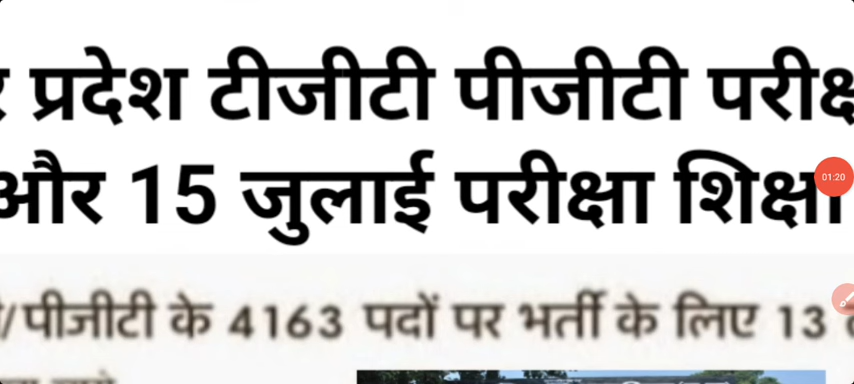 प्रदेश टीजीटी पीजीटी
और 15 जुलाई परीक्षा
01:20
पीजीटी के 4163 पदों पर भर्ती के लिए 13